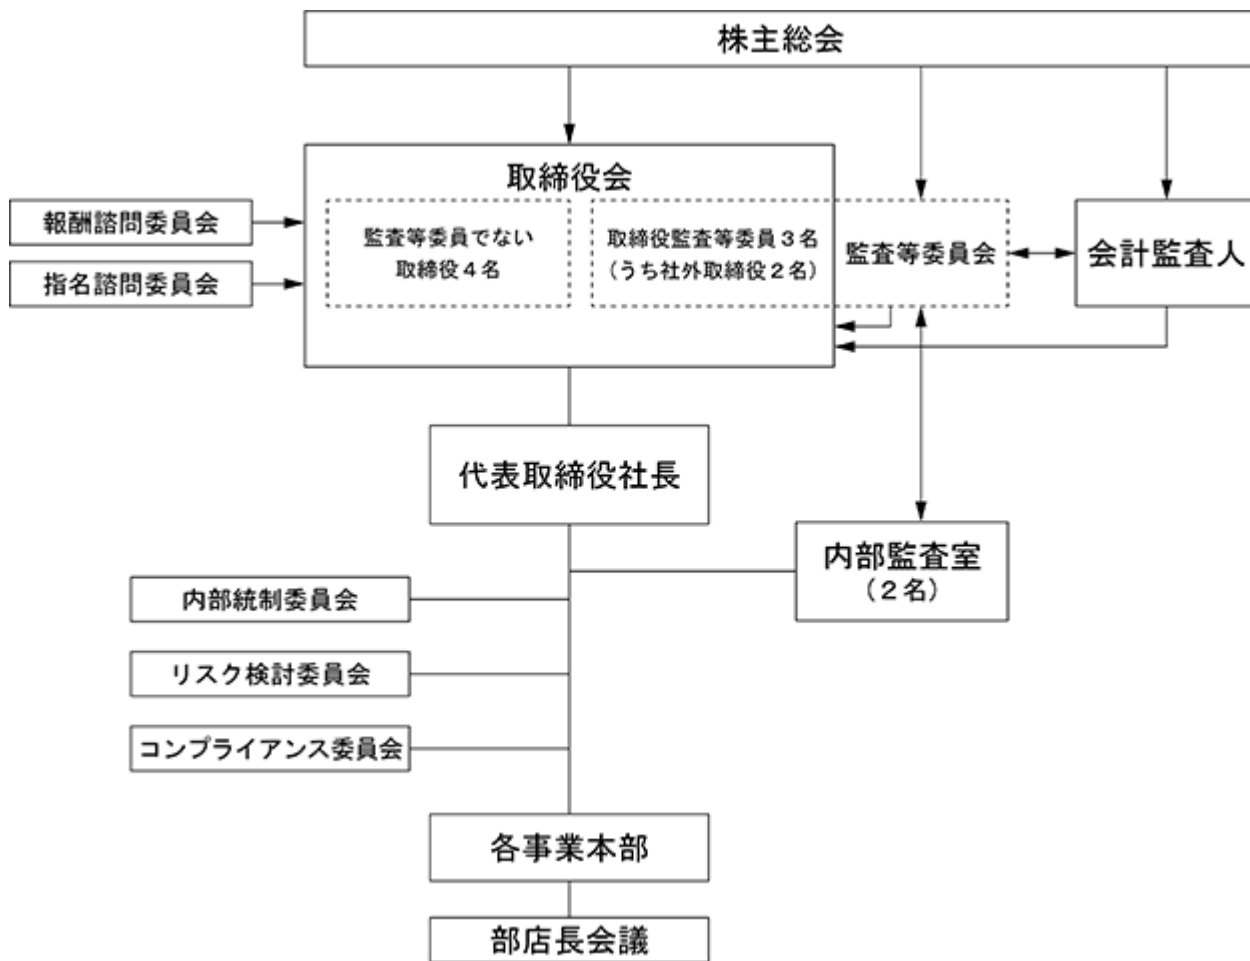 株主総会
取締役会
報酬諮問委員会
指名諮問委員会
監査等委員でない
取締役4名
取締役監査等委員3名
(うち社外取締役2名)
監査等委員会
会計監査人
代表取締役社長
内部監査室
(2名)
内部統制委員会
リスク検討委員会
コンプライアンス委員会
各事業本部
部店長会議